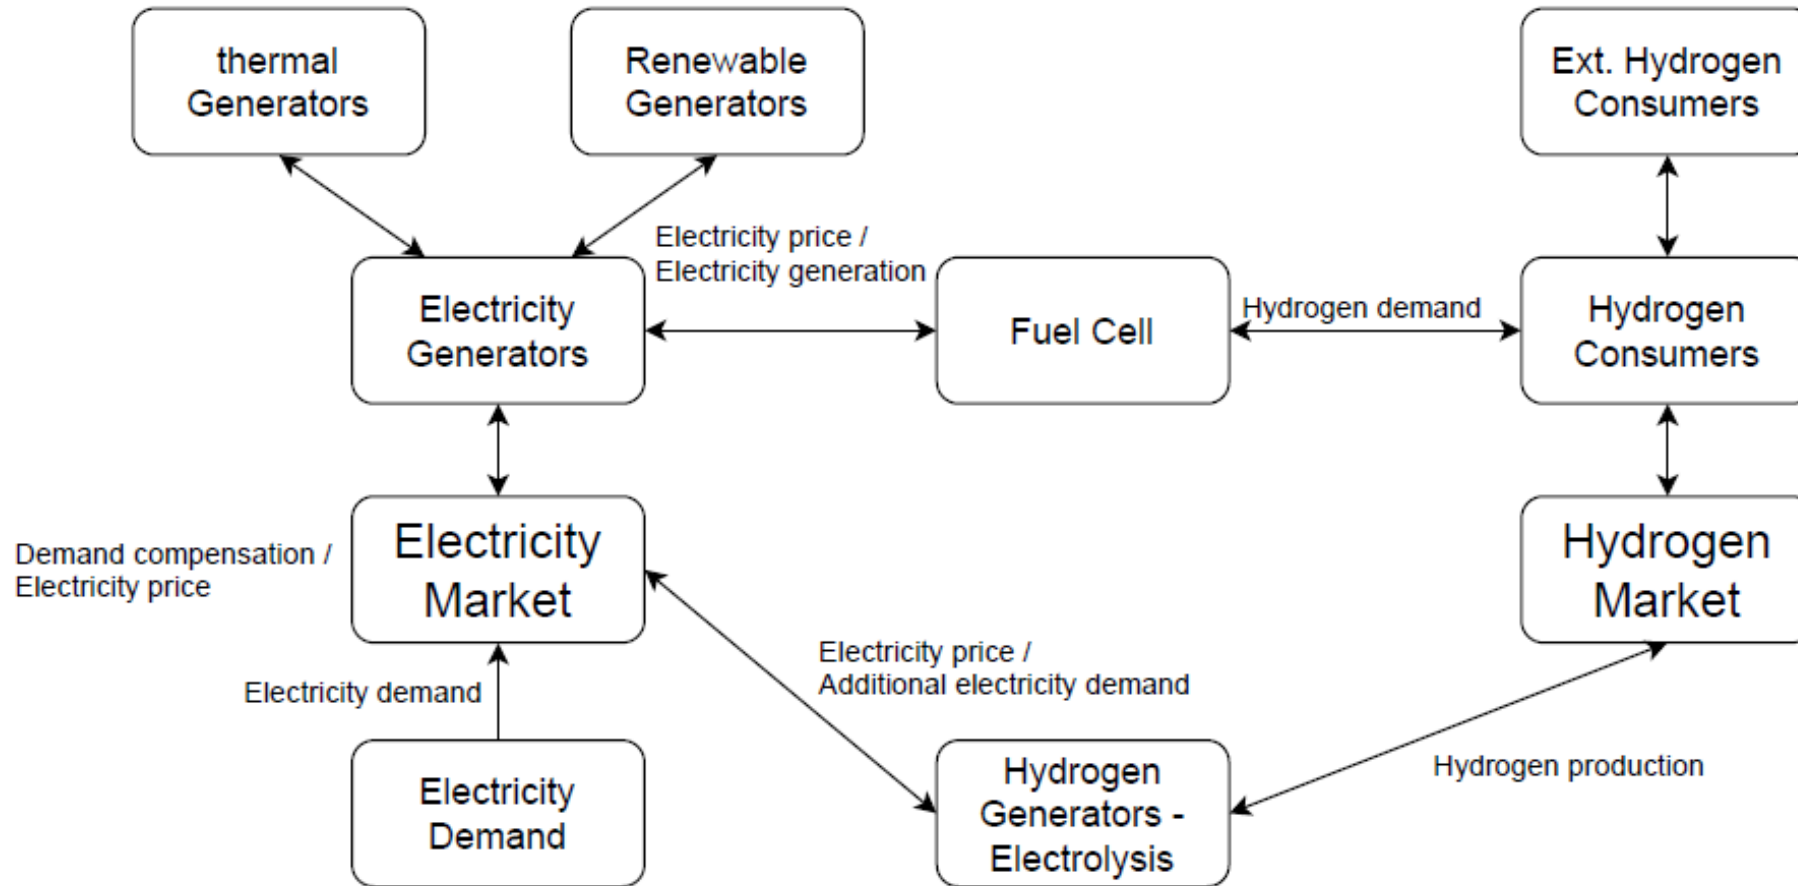 thermal
Generators
Renewable
Generators
Ext. Hydrogen
Consumers
Electricity price /
Electricity generation
Electricity
Generators
Fuel Cell
Hydrogen demand
Hydrogen
Consumers
Demand compensation /
Electricity price
Electricity
Market
Hydrogen
Market
Electricity demand
Electricity price /
Additional electricity demand
Hydrogen production
Electricity
Demand
Hydrogen
Generators -
Electrolysis